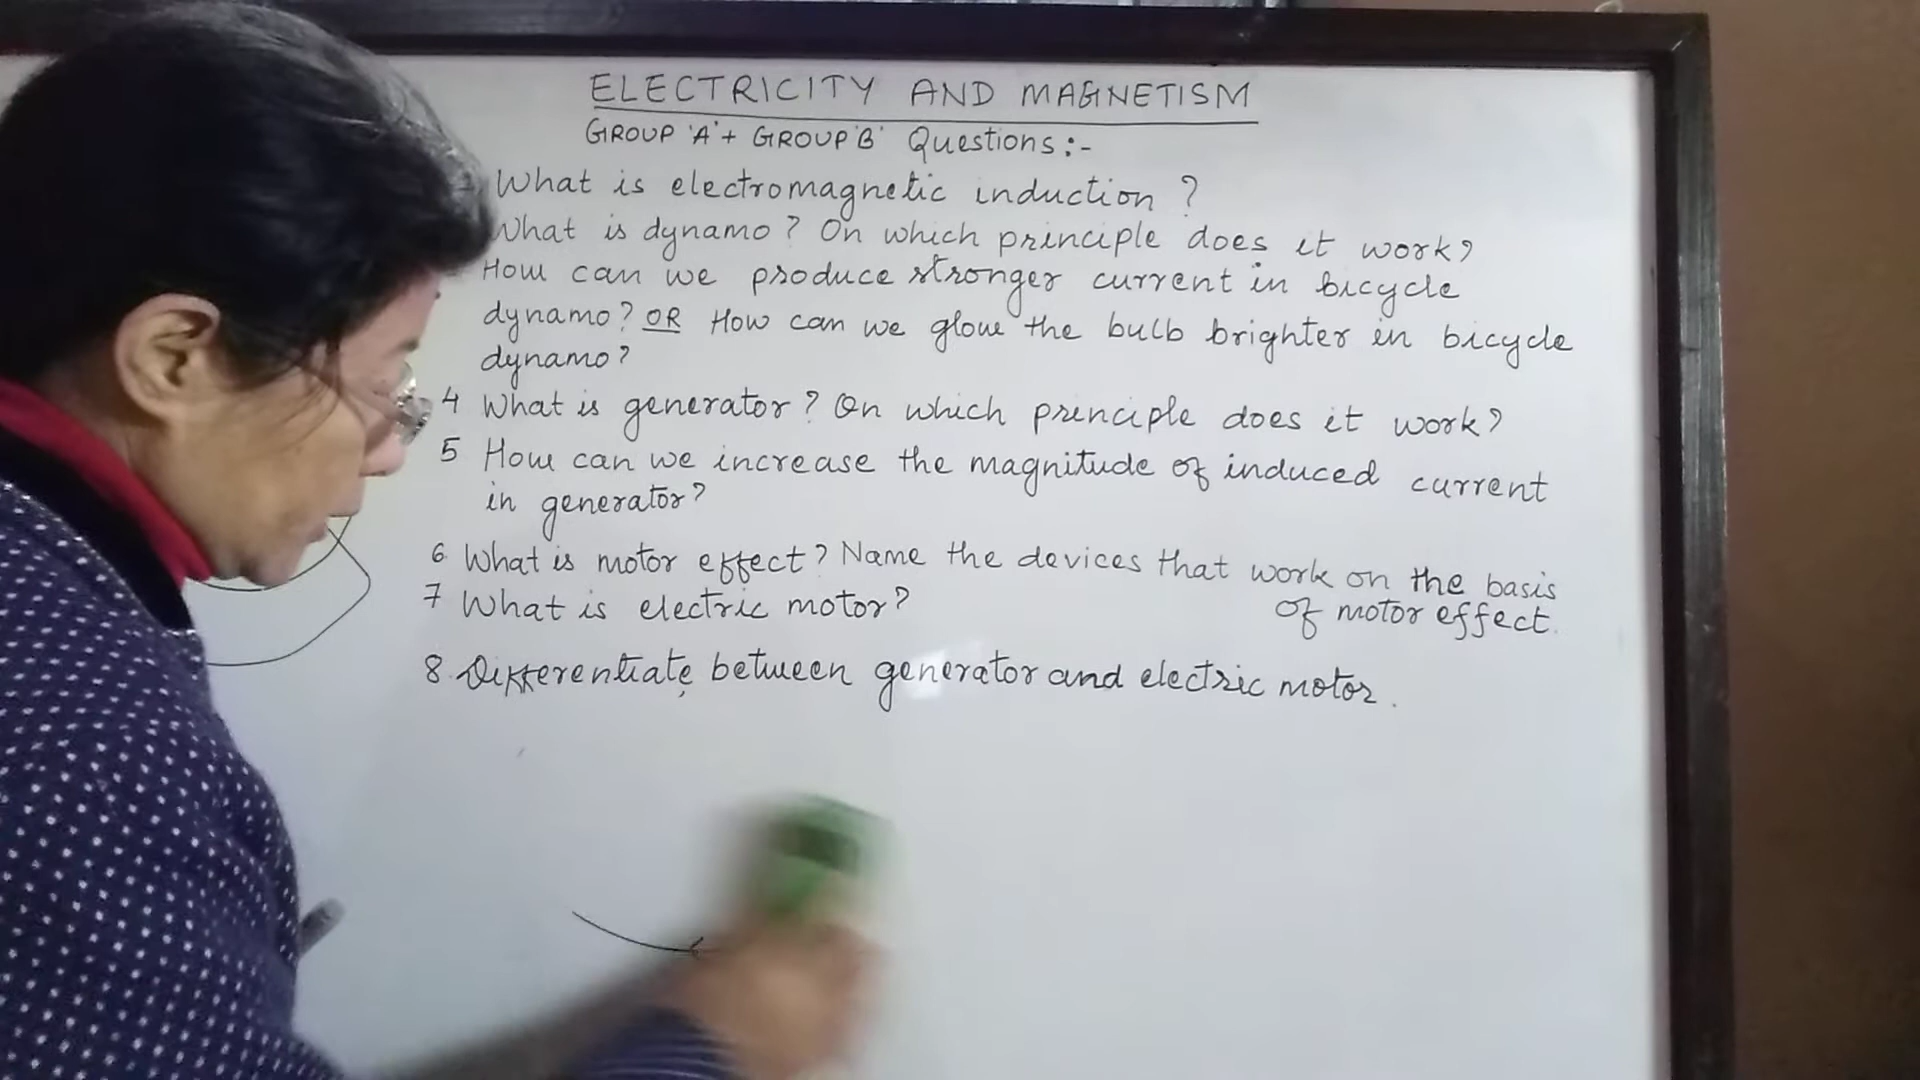 ELECTRICITY AND MAGNETISM
GROUP 'A' + GROUP 'B' Questions :-
What is electromagnetic induction ?
What is dynamo ? On which principle does it work ?
How can we produce stronger current in bicycle
dynamo ? OR How can we glow the bulb brighter in bicycle
dynamo ?
4 What is generator ? On which principle does it work ?
5 How can we increase the magnitude of induced current
in generator ?
6 What is motor effect ? Name the devices that work on the basis
of motor effect.
7 What is electric motor ?
8. Differentiate between generator and electric motor.